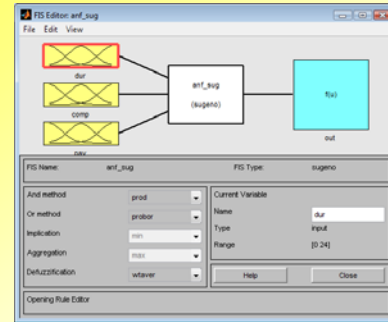 FIS Editor: anf_sug
File Edit View
dur
comp
pav
anf_sug
(sugeno)
f(u)
out
FIS Name: anf_sug FIS Type: sugeno
And method prod
Or method probor
Implication min
Aggregation max
Defuzzification wtaver
Current Variable
Name dur
Type input
Range [0 24]
Help Close
Opening Rule Editor